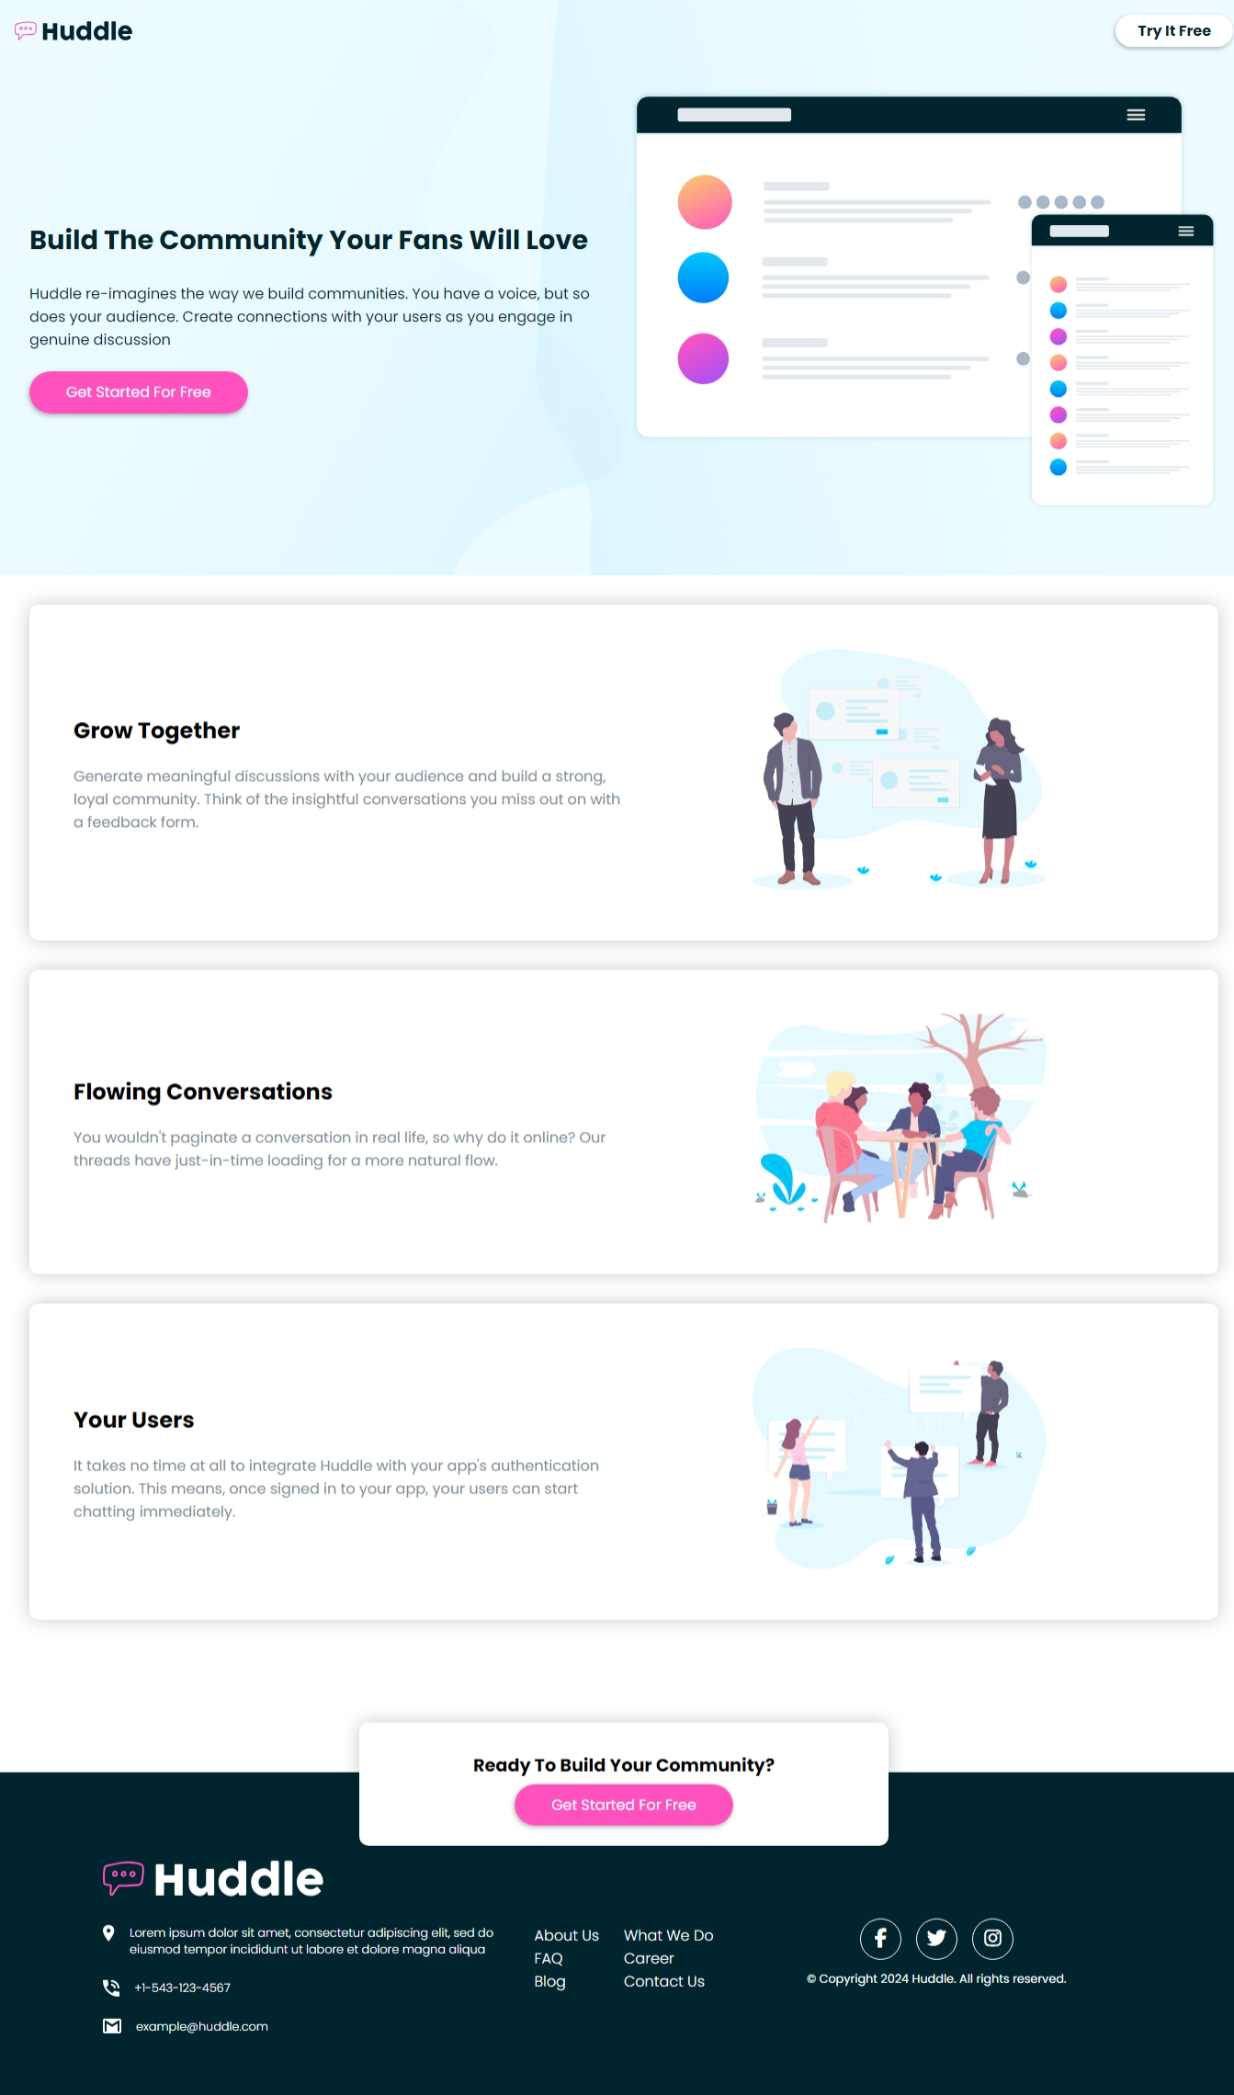 Huddle
Try It Free
Build The Community Your Fans Will Love
Huddle re-imagines the way we build communities. You have a voice, but so
does your audience. Create connections with your users as you engage in
genuine discussion
Get Started For Free
Grow Together
Generate meaningful discussions with your audience and build a strong,
loyal community. Think of the insightful conversations you miss out on with
a feedback form.
Flowing Conversations
You wouldn't paginate a conversation in real life, so why do it online? Our
threads have just-in-time loading for a more natural flow.
Your Users
It takes no time at all to integrate Huddle with your app's authentication
solution. This means, once signed in to your app, your users can start
chatting immediately.
Ready To Build Your Community?
Get Started For Free
Huddle
Lorem ipsum dolor sit amet, consectetur adipiscing elit, sed do
eiusmod tempor incididunt ut labore et dolore magna aliqua
+1-543-123-4567
example@huddle.com
About Us
FAQ
Blog
What We Do
Career
Contact Us
© Copyright 2024 Huddle. All rights reserved.